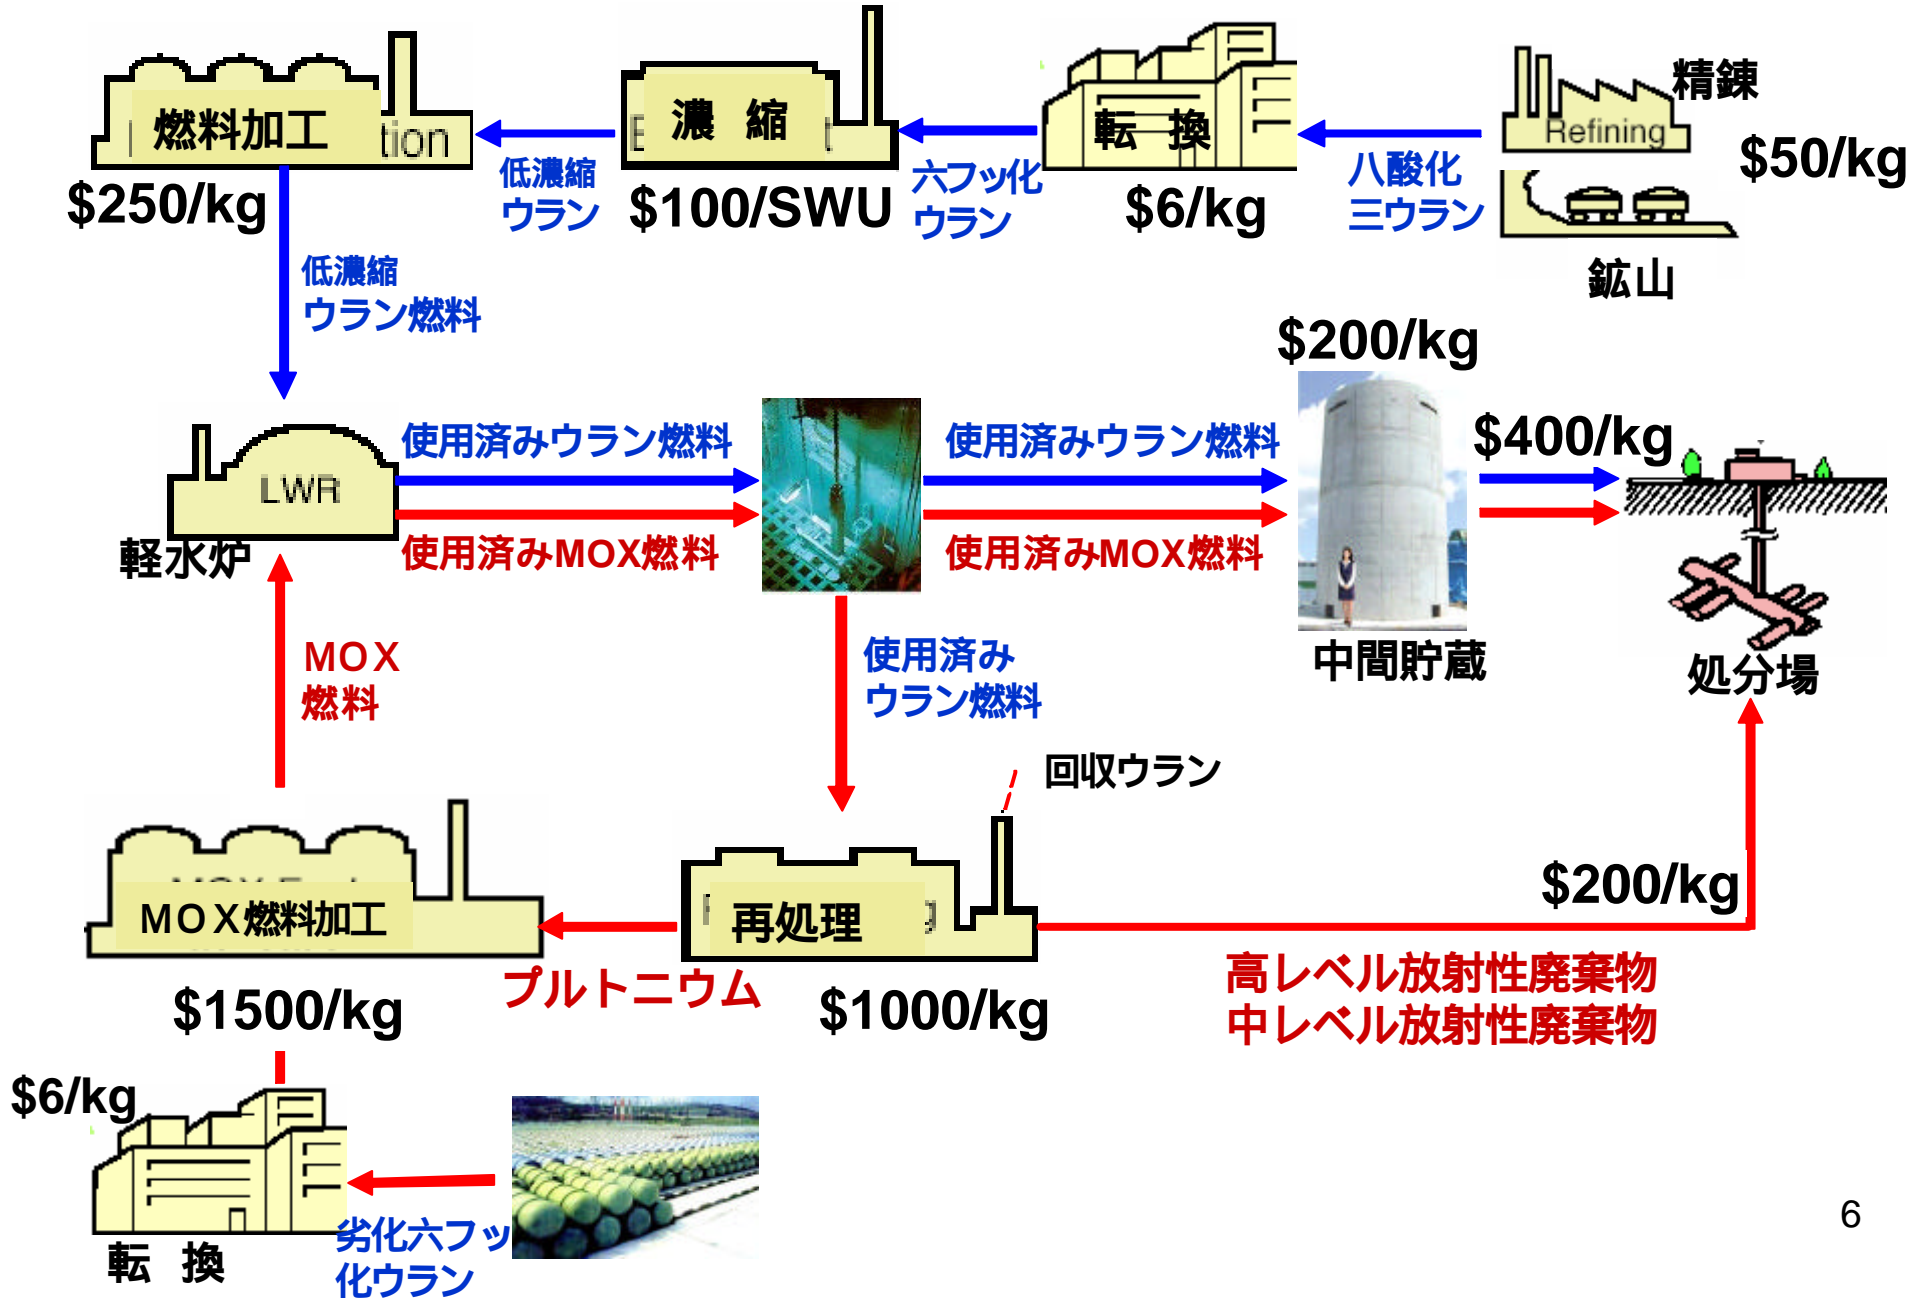 燃料加工
tion
$250/kg
低濃縮
ウラン
濃 縮
$100/SWU
六フッ化
ウラン
転 換
$6/kg
八酸化
三ウラン
精錬
Refining
$50/kg
鉱山
低濃縮
ウラン燃料
$200/kg
$400/kg
LWR
軽水炉
使用済みウラン燃料
使用済みMOX燃料
使用済みウラン燃料
使用済みMOX燃料
中間貯蔵
処分場
MOX
燃料
使用済み
ウラン燃料
回収ウラン
MOX燃料加工
$1500/kg
プルトニウム
再処理
$1000/kg
$200/kg
高レベル放射性廃棄物
中レベル放射性廃棄物
$6/kg
転 換
劣化六フッ
化ウラン
6